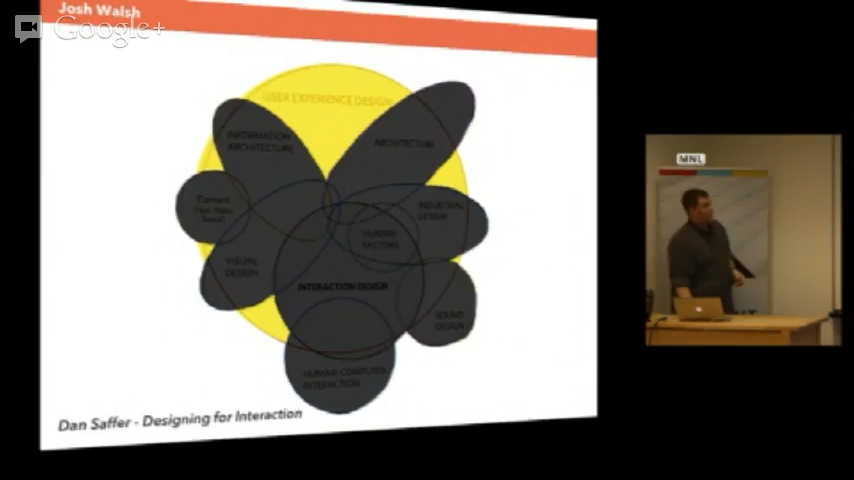 Josh Walsh
Google+
MNL
USER EXPERIENCE DESIGN
INFORMATION
ARCHITECTURE
ARCHITECTURE
Content
(Text, Video,
Sound)
INDUSTRIAL
DESIGN
HUMAN
FACTORS
VISUAL
DESIGN
INTERACTION DESIGN
SOUND
DESIGN
HUMAN-COMPUTER
INTERACTION
Dan Saffer - Designing for Interaction